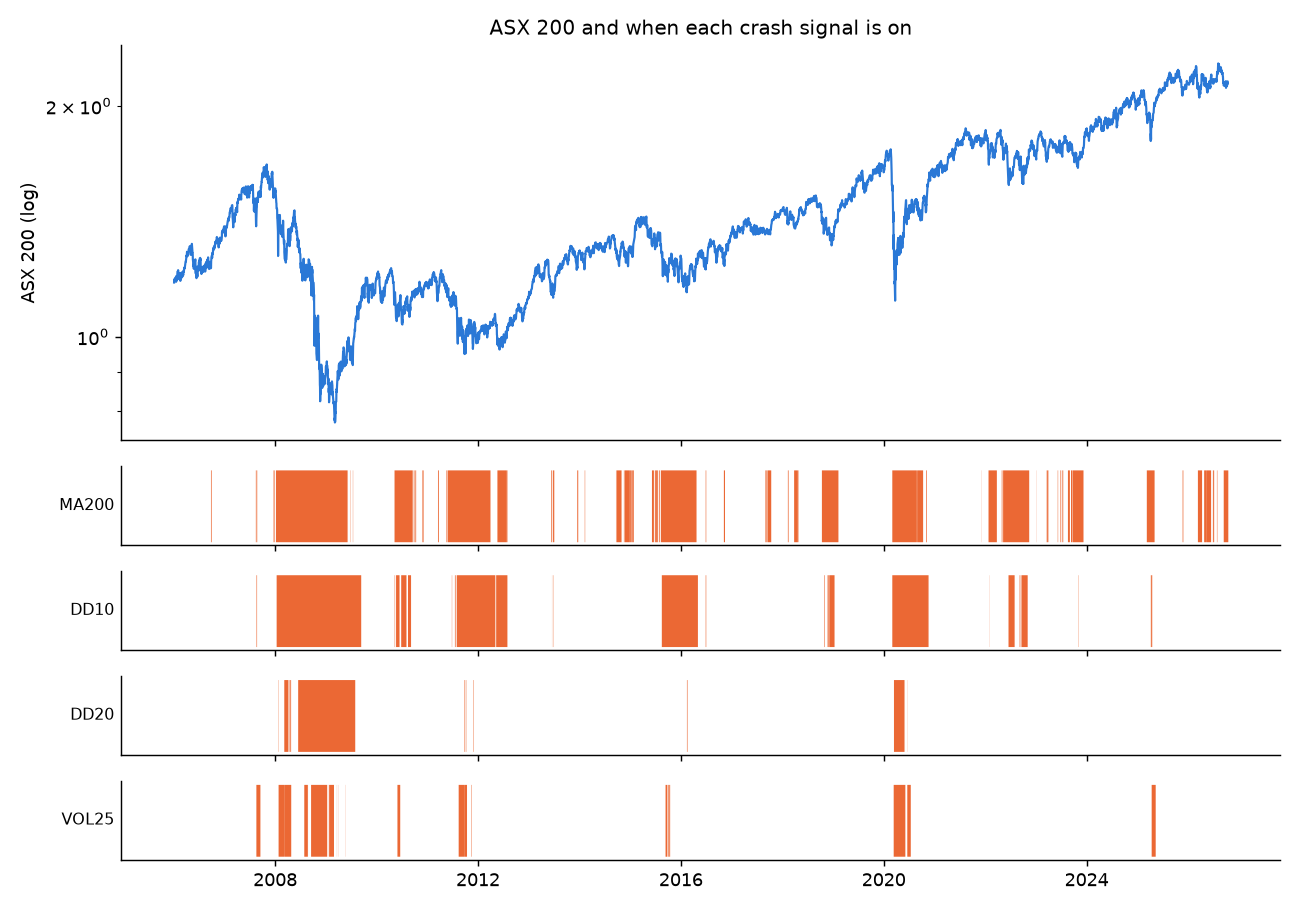 ASX 200 and when each crash signal is on
2 × 10⁰
ASX 200 (log)
10⁰
MA200
DD10
DD20
VOL25
2008 2012 2016 2020 2024